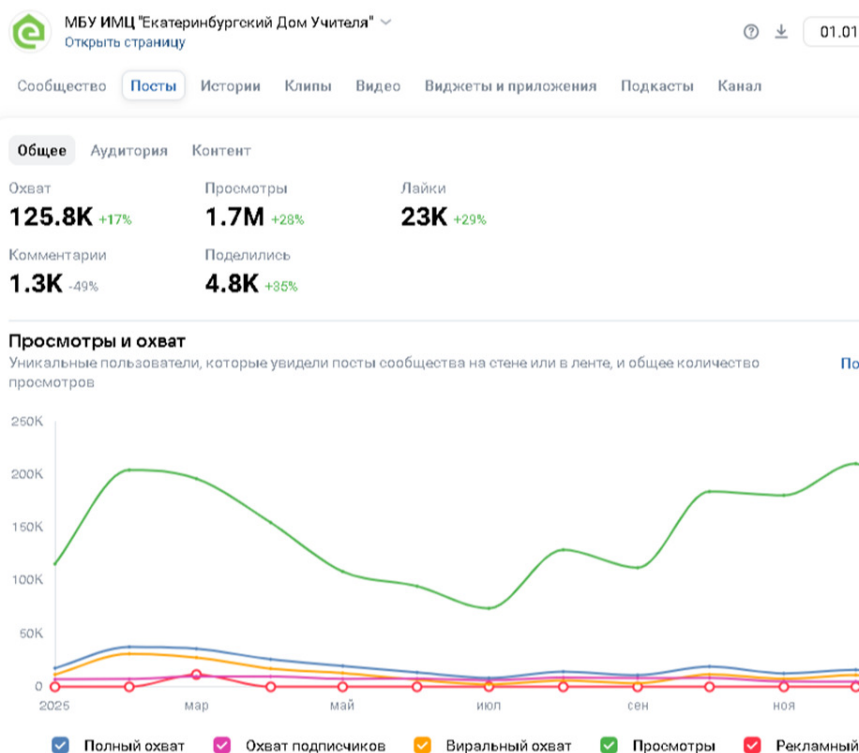 МБУ ИМЦ "Екатеринбургский Дом Учителя"
Открыть страницу
01.01
Сообщество Посты Истории Клипы Видео Виджеты и приложения Подкасты Канал
Общее Аудитория Контент
Охват Просмотры Лайки
125.8K +17% 1.7M +28% 23K +29%
Комментарии Поделились
1.3K -49% 4.8K +35%
Просмотры и охват
Уникальные пользователи, которые увидели посты сообщества на стене или в ленте, и общее количество
просмотров
По
250K
200K
150K
100K
50K
0
2025 мар май июл сен ноя
Полный охват Охват подписчиков Виральный охват Просмотры Рекламный